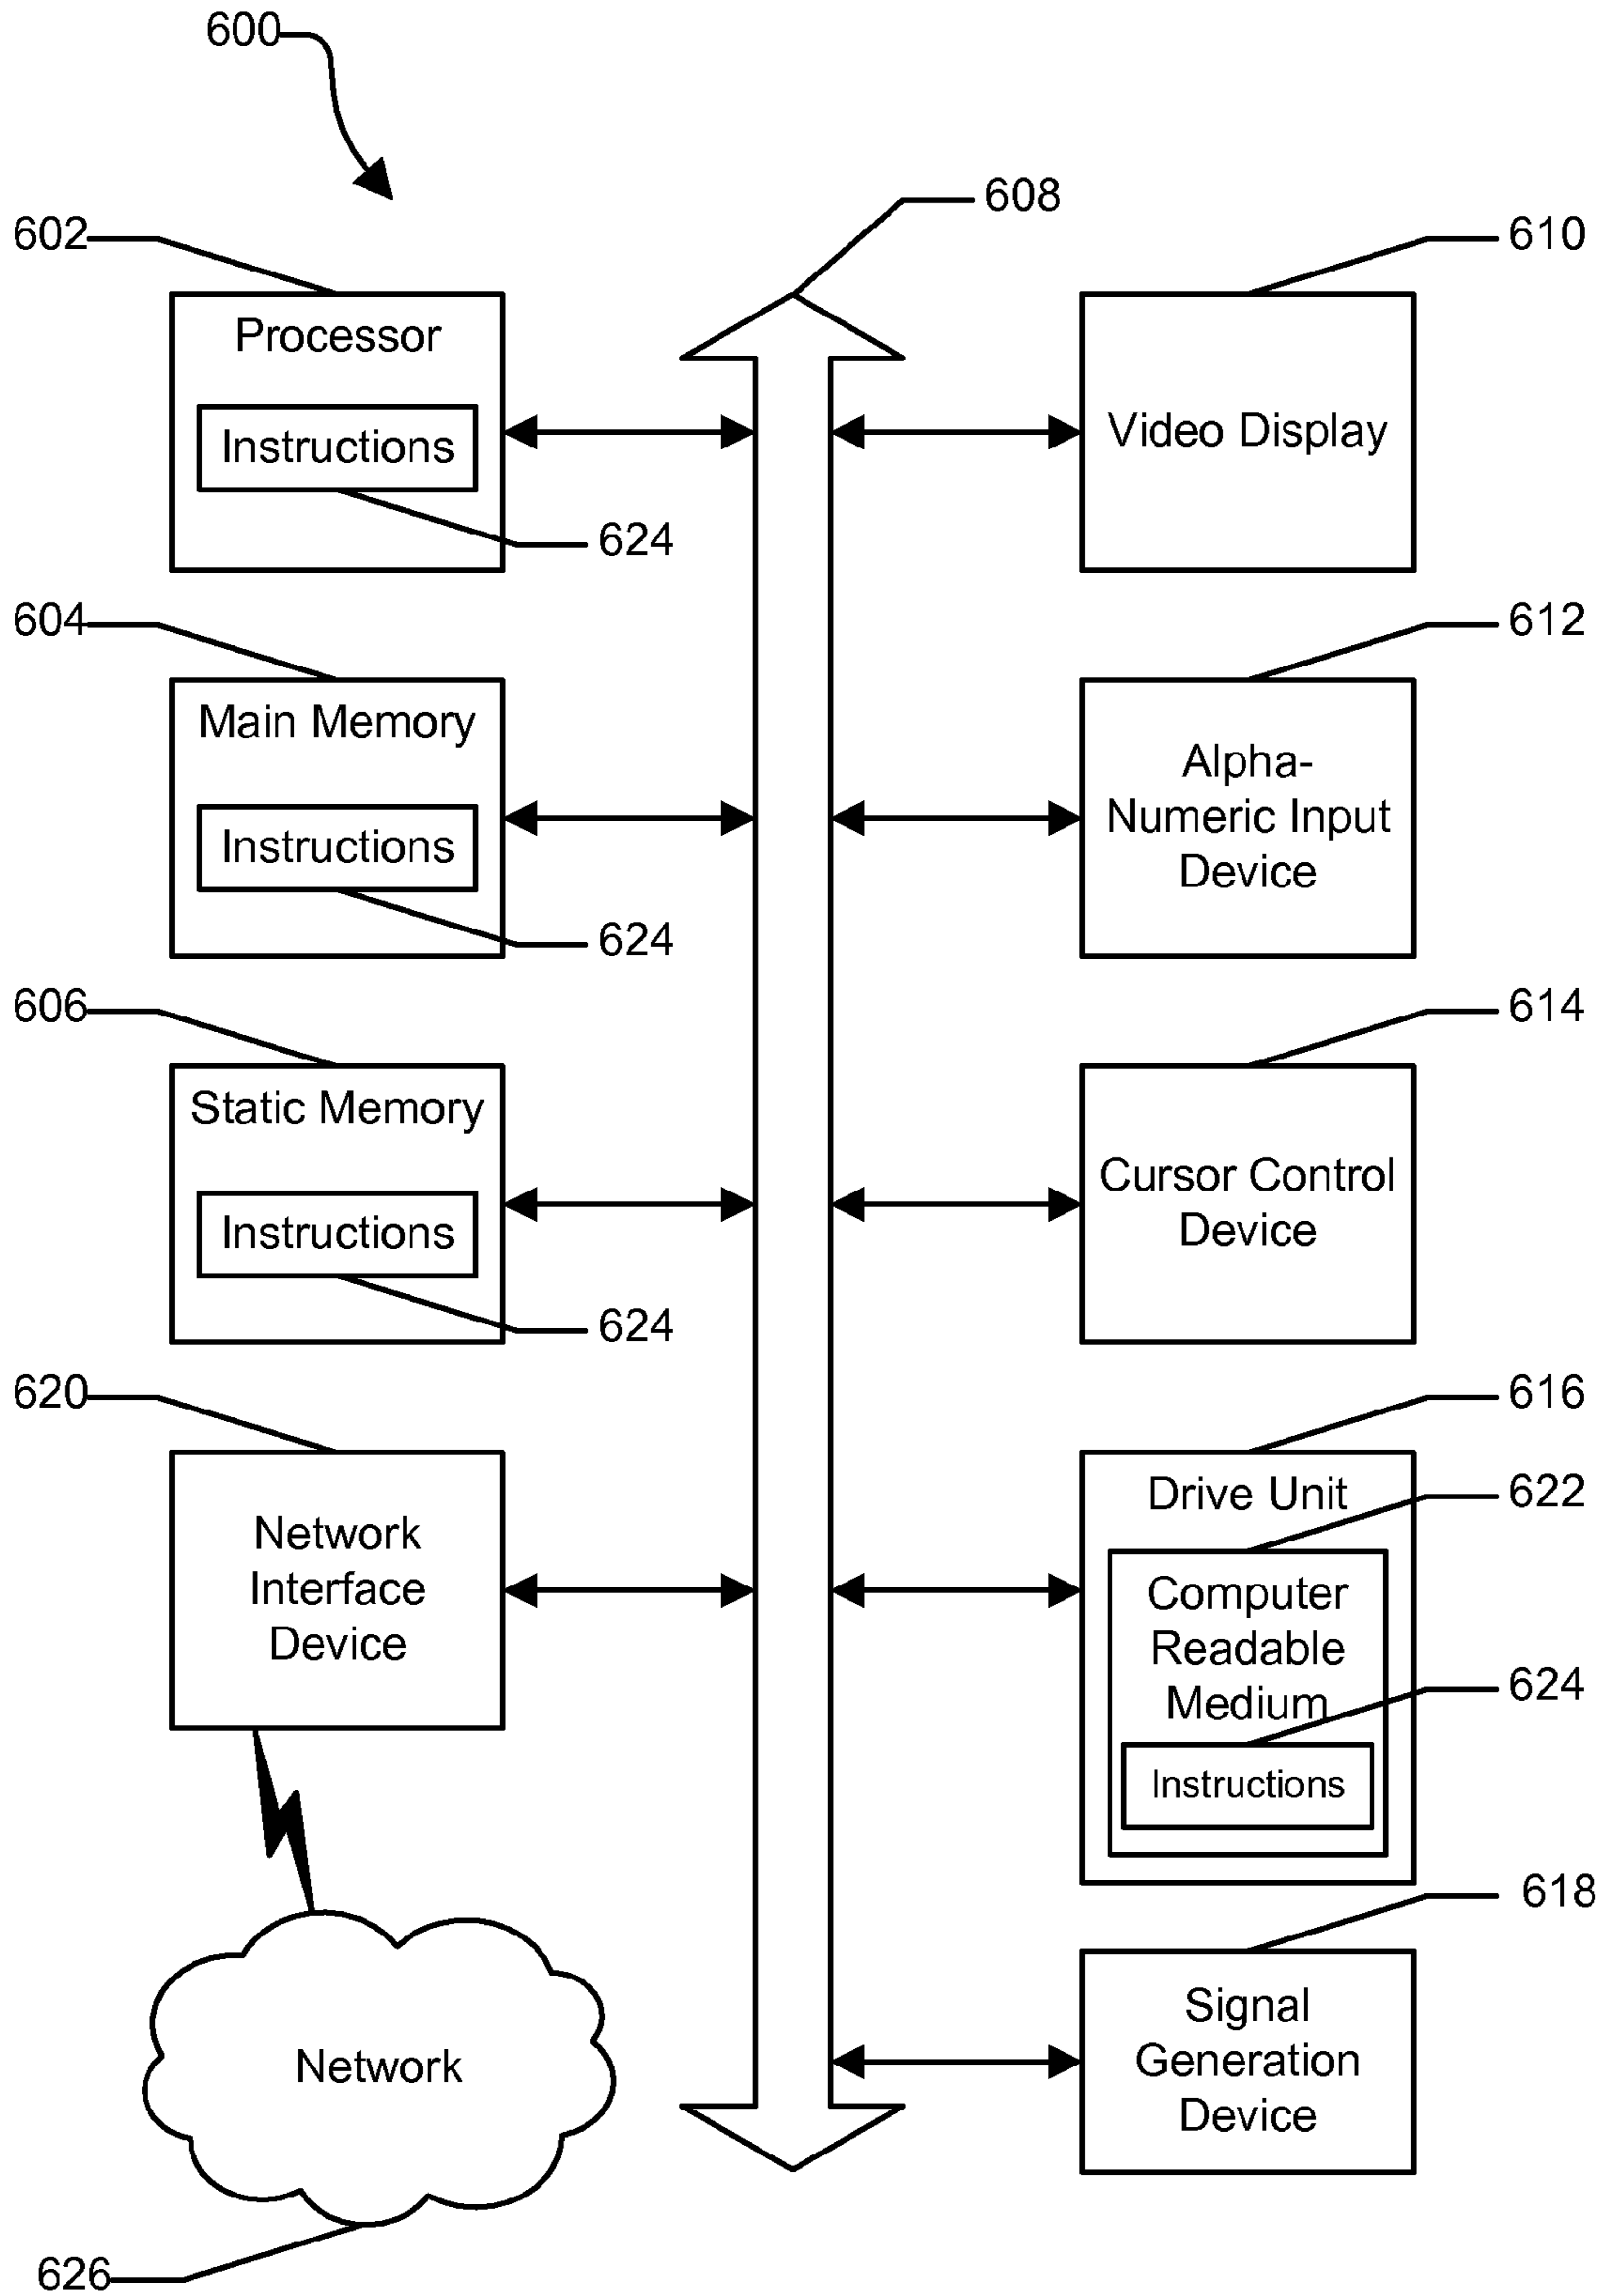 600
608
602
610
Processor
Instructions
624
Video Display
604
612
Main Memory
Instructions
624
Alpha-
Numeric Input
Device
606
614
Static Memory
Instructions
624
Cursor Control
Device
620
616
Network
Interface
Device
Drive Unit
622
Computer
Readable
Medium
624
Instructions
618
Signal
Generation
Device
Network
626